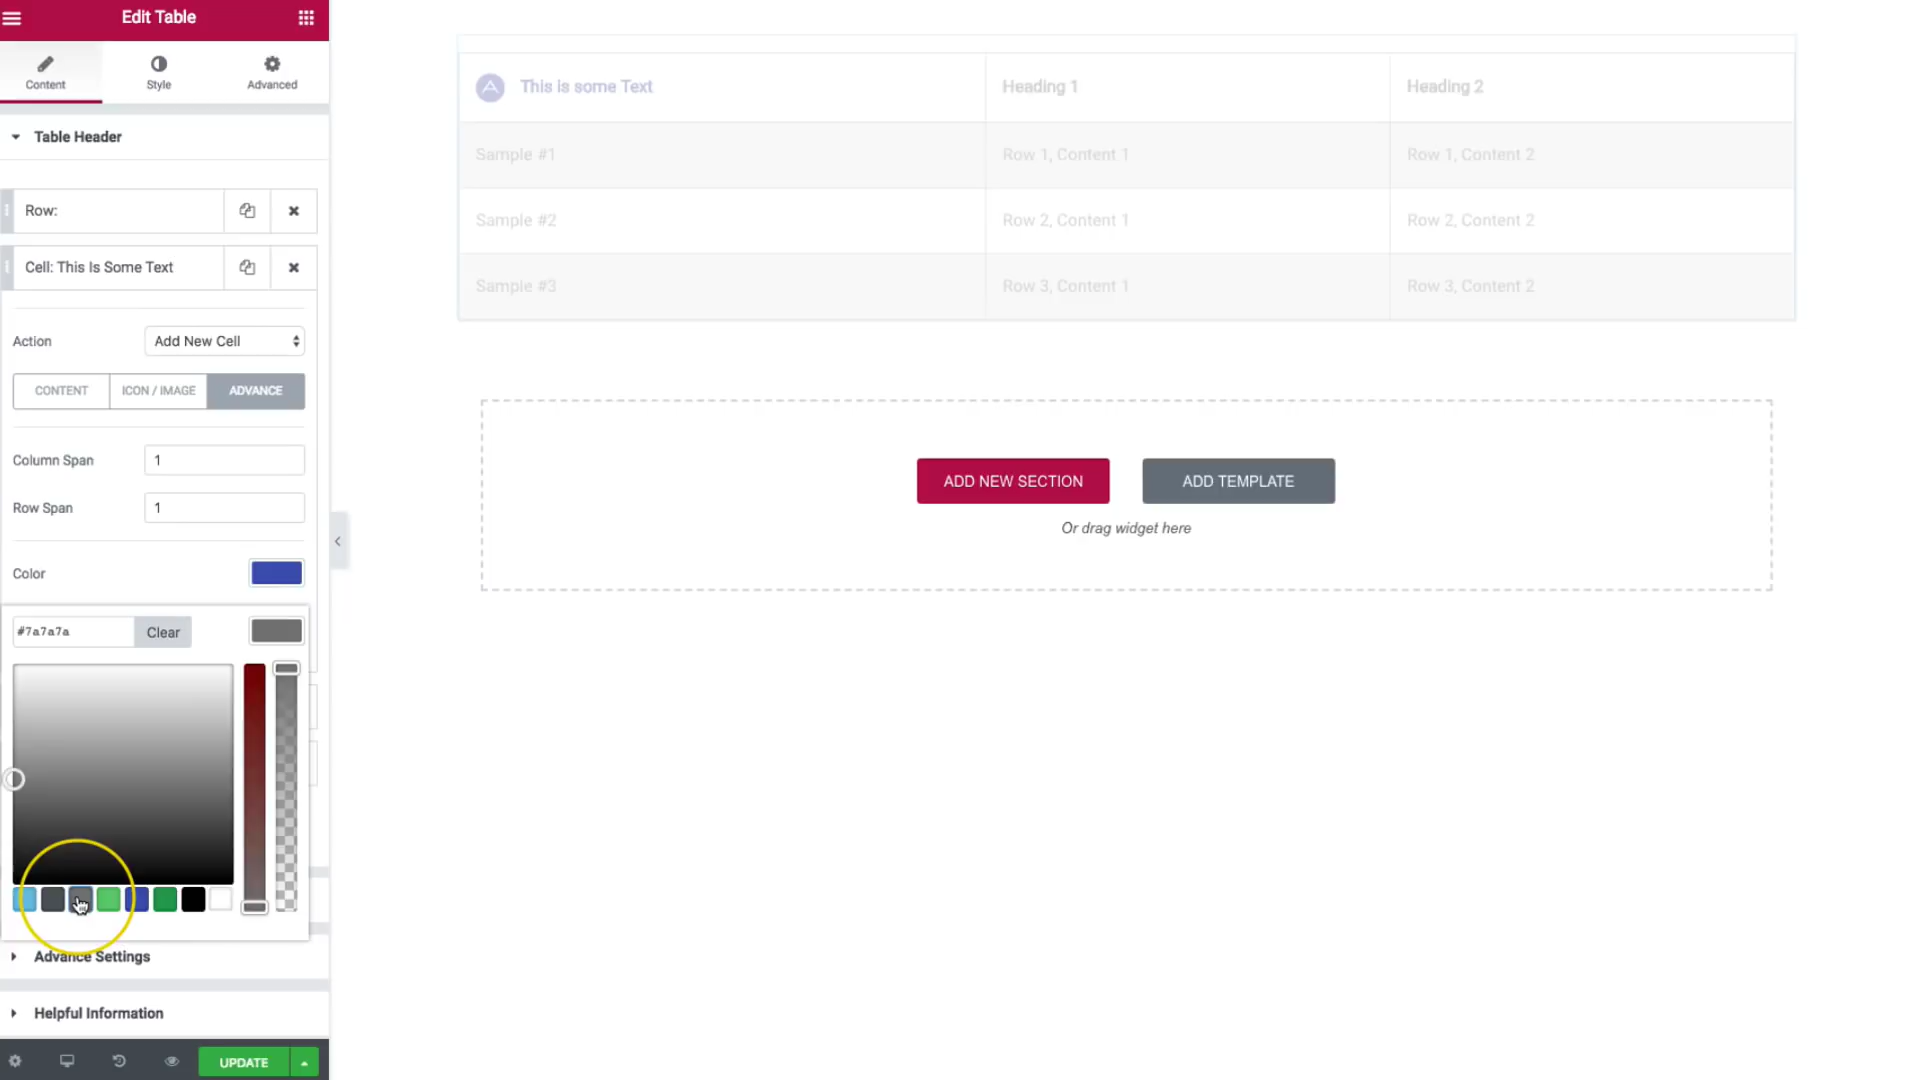 Edit Table
Content
Style
Advanced
Table Header
Row:
Cell: This Is Some Text
Action
Add New Cell
CONTENT
ICON / IMAGE
ADVANCE
Column Span
1
Row Span
1
Color
#7a7a7a
Clear
Advance Settings
Helpful Information
UPDATE
This is some Text
Heading 1
Heading 2
Sample #1
Row 1, Content 1
Row 1, Content 2
Sample #2
Row 2, Content 1
Row 2, Content 2
Sample #3
Row 3, Content 1
Row 3, Content 2
ADD NEW SECTION
ADD TEMPLATE
Or drag widget here